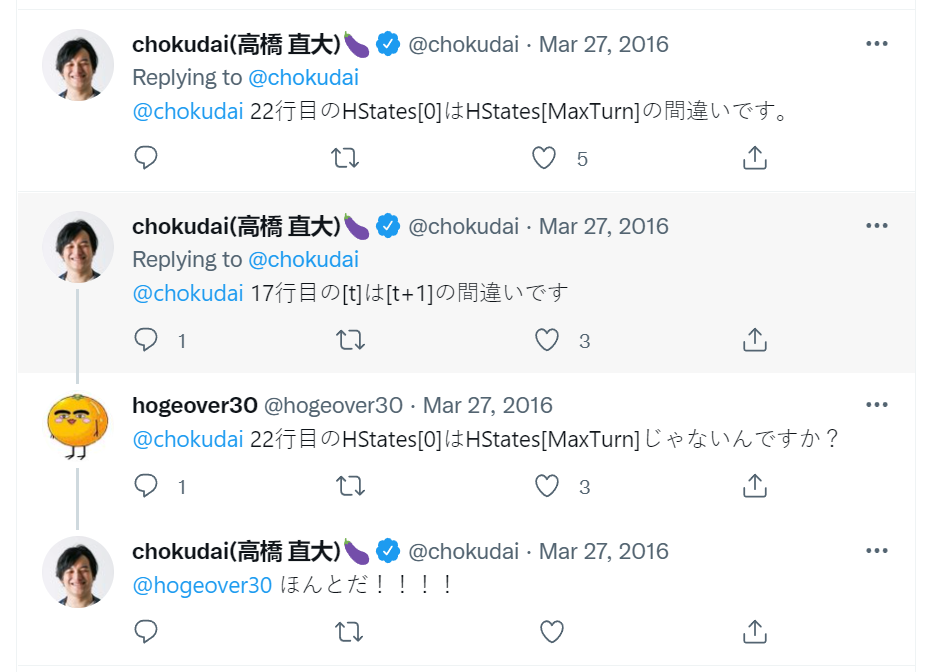 chokudai(高橋 直大)🍆 @chokudai · Mar 27, 2016
Replying to @chokudai
@chokudai 22行目のHStates[0]はHStates[MaxTurn]の間違いです。
5
chokudai(高橋 直大)🍆 @chokudai · Mar 27, 2016
Replying to @chokudai
@chokudai 17行目の[t]は[t+1]の間違いです
1 3
hogeover30 @hogeover30 · Mar 27, 2016
@chokudai 22行目のHStates[0]はHStates[MaxTurn]じゃないんですか？
1 3
chokudai(高橋 直大)🍆 @chokudai · Mar 27, 2016
@hogeover30 ほんとだ！！！！